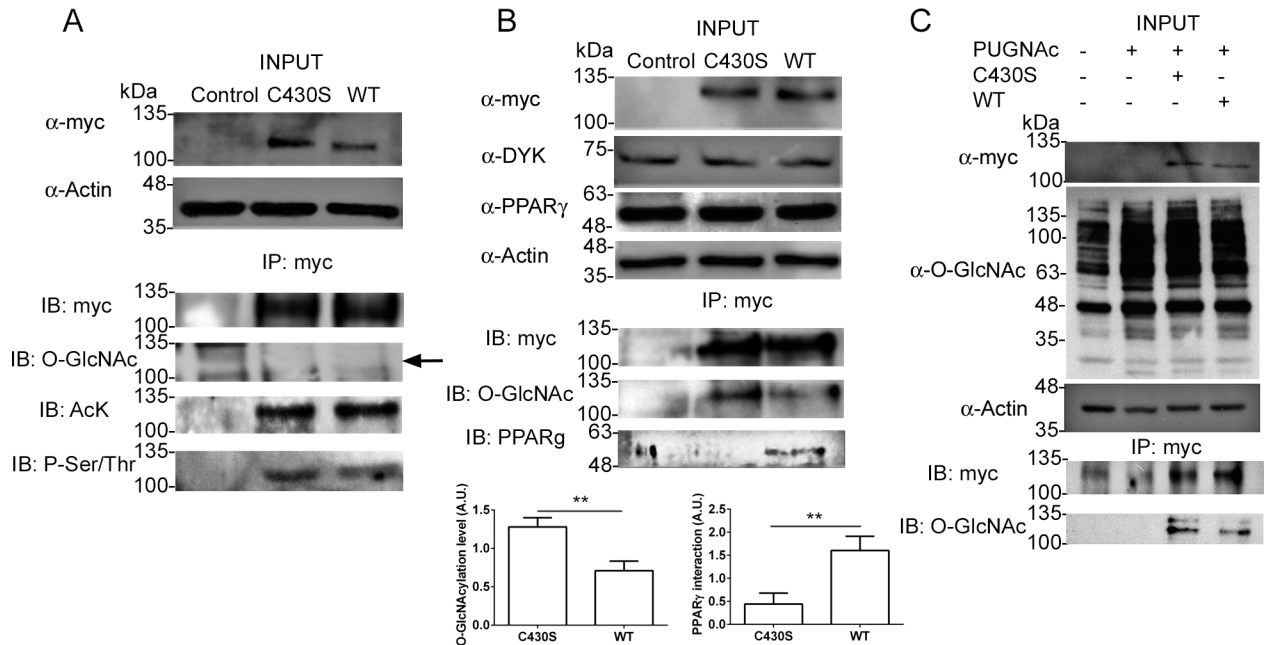 A
INPUT
kDa
Control C430S WT
α-myc
135-
100-
α-Actin
48-
35-
IP: myc
IB: myc
135-
100-
IB: O-GlcNAc
135-
100-
IB: AcK
135-
100-
IB: P-Ser/Thr
135-
100-
B
INPUT
kDa
Control C430S WT
α-myc
135-
100-
α-DYK
75-
α-PPARγ
63-
48-
α-Actin
48-
35-
IP: myc
IB: myc
135-
100-
IB: O-GlcNAc
135-
100-
IB: PPARg
63-
48-
O-GlcNAcylation level (A.U.)
1.5
1.0
0.5
0.0
**
C430S WT
PPARγ interaction (A.U.)
2.5
2.0
1.5
1.0
0.5
0.0
**
C430S WT
C
INPUT
PUGNAc - + + +
C430S - - + -
WT - - - +
kDa
α-myc
135-
100-
α-O-GlcNAc
135-
100-
63-
48-
35-
α-Actin
48-
35-
IP: myc
IB: myc
135-
100-
IB: O-GlcNAc
135-
100-